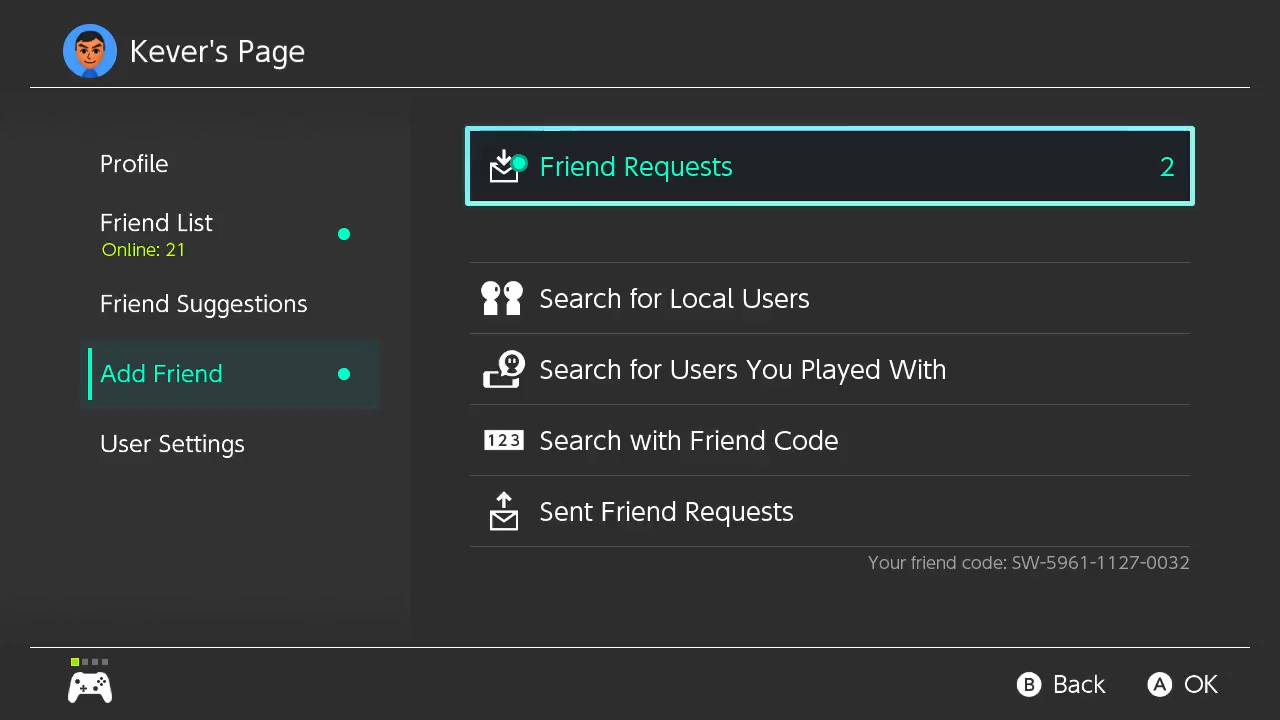 Kever's Page
Profile
Friend List
Online: 21
Friend Suggestions
Add Friend
User Settings
Friend Requests 2
Search for Local Users
Search for Users You Played With
123 Search with Friend Code
Sent Friend Requests
Your friend code: SW-5961-1127-0032
B Back A OK